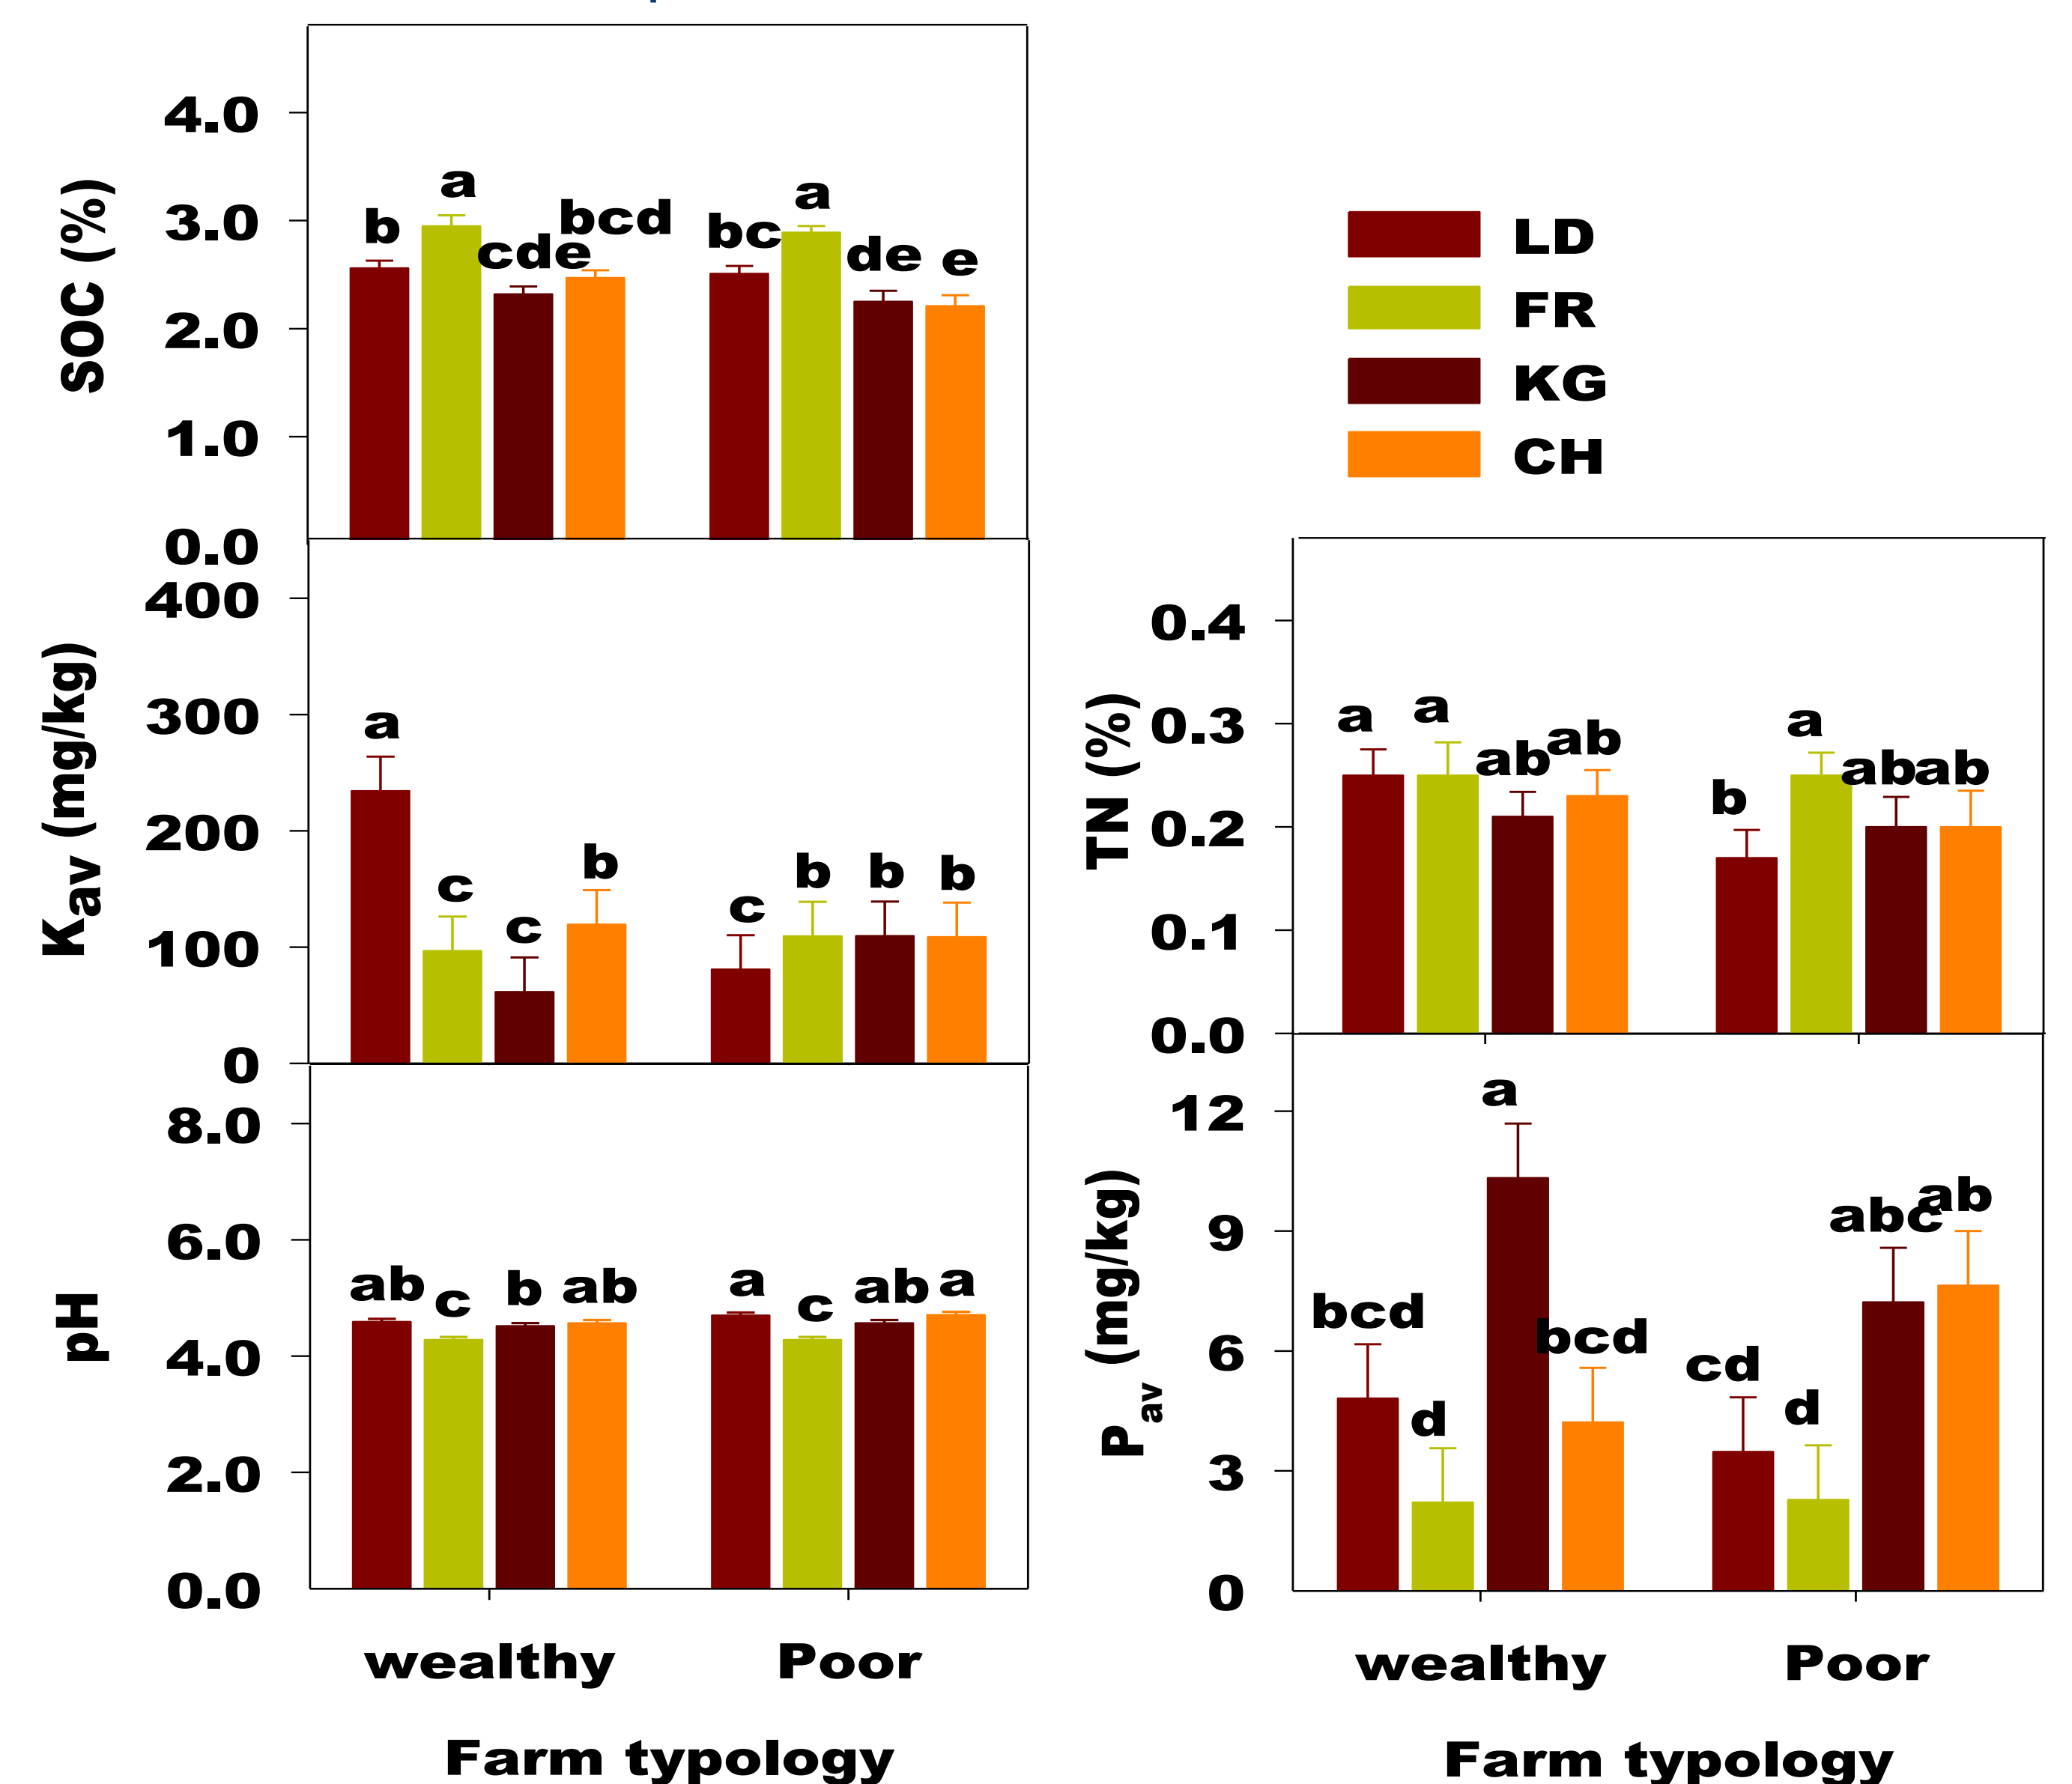 SOC (%)
4.0
3.0
2.0
1.0
0.0
b
a
cde
bcd
bc
a
de
e
LD
FR
KG
CH
Kav (mg/kg)
400
300
200
100
0
a
c
c
b
c
b
b
b
TN (%)
0.4
0.3
0.2
0.1
0.0
a
a
ab
ab
b
a
ab
ab
pH
8.0
6.0
4.0
2.0
0.0
ab
c
b
ab
a
c
ab
a
wealthy
Poor
Farm typology
Pav (mg/kg)
12
9
6
3
0
bcd
d
a
bcd
cd
d
abc
ab
wealthy
Poor
Farm typology